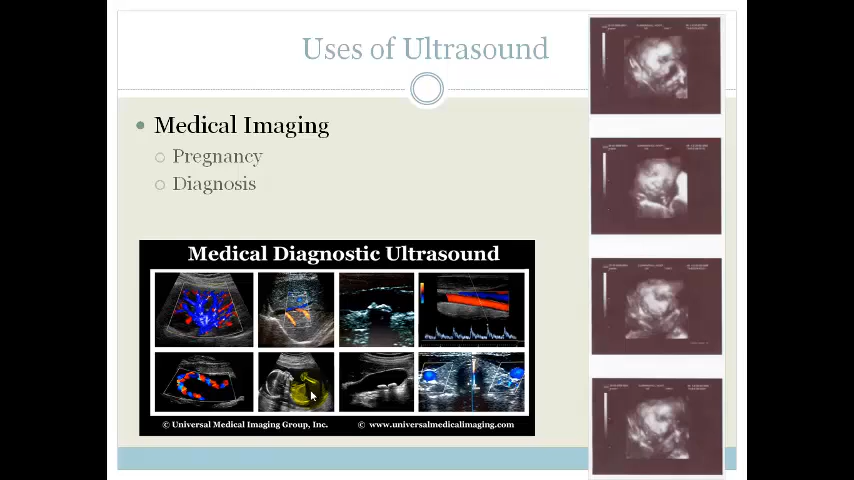 Uses of Ultrasound
Medical Imaging
Pregnancy
Diagnosis
Medical Diagnostic Ultrasound
© Universal Medical Imaging Group, Inc. © www.universalmedicalimaging.com